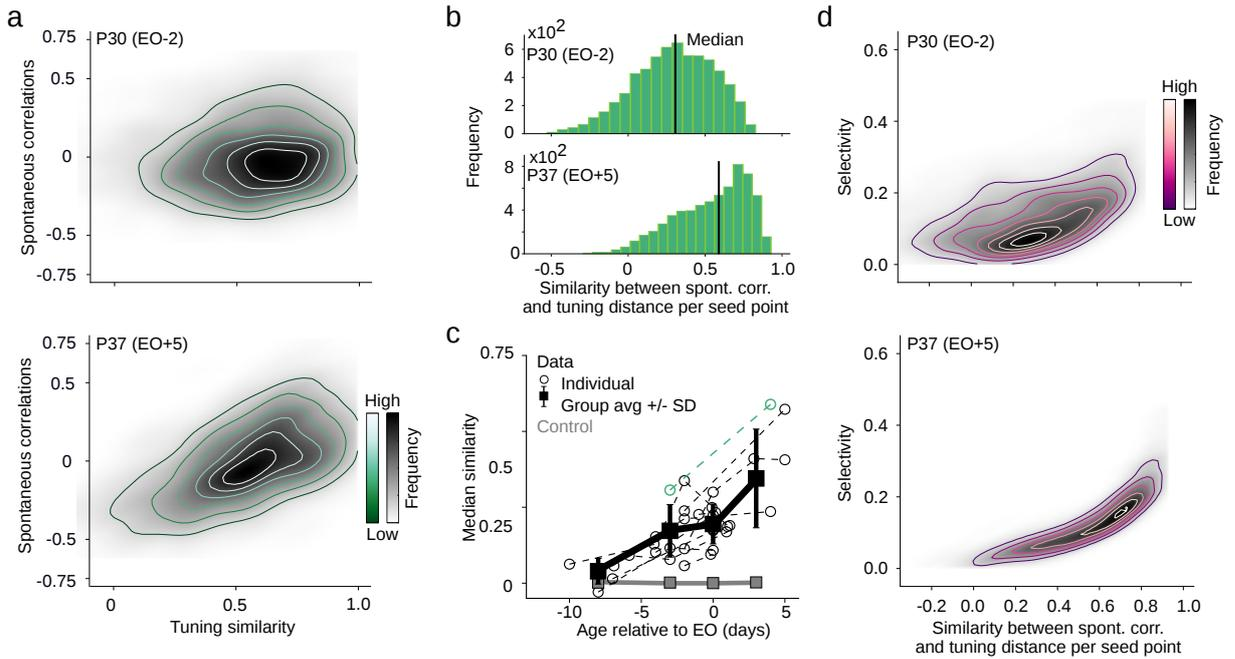 a
P30 (EO-2)
0.75
0.5
0
-0.5
-0.75
Spontaneous correlations
P37 (EO+5)
0.75
0.5
0
-0.5
-0.75
Spontaneous correlations
0
0.5
1.0
Tuning similarity
High
Low
Frequency
b
x10²
P30 (EO-2)
Median
6
4
2
0
Frequency
x10²
P37 (EO+5)
8
4
0
-0.5
0
0.5
1.0
Similarity between spont. corr.
and tuning distance per seed point
c
0.75
0.5
0.25
0
Median similarity
Data
Individual
Group avg +/- SD
Control
-10
-5
0
5
Age relative to EO (days)
d
P30 (EO-2)
0.6
0.4
0.2
0.0
Selectivity
High
Low
Frequency
P37 (EO+5)
0.6
0.4
0.2
0.0
Selectivity
-0.2
0.0
0.2
0.4
0.6
0.8
1.0
Similarity between spont. corr.
and tuning distance per seed point